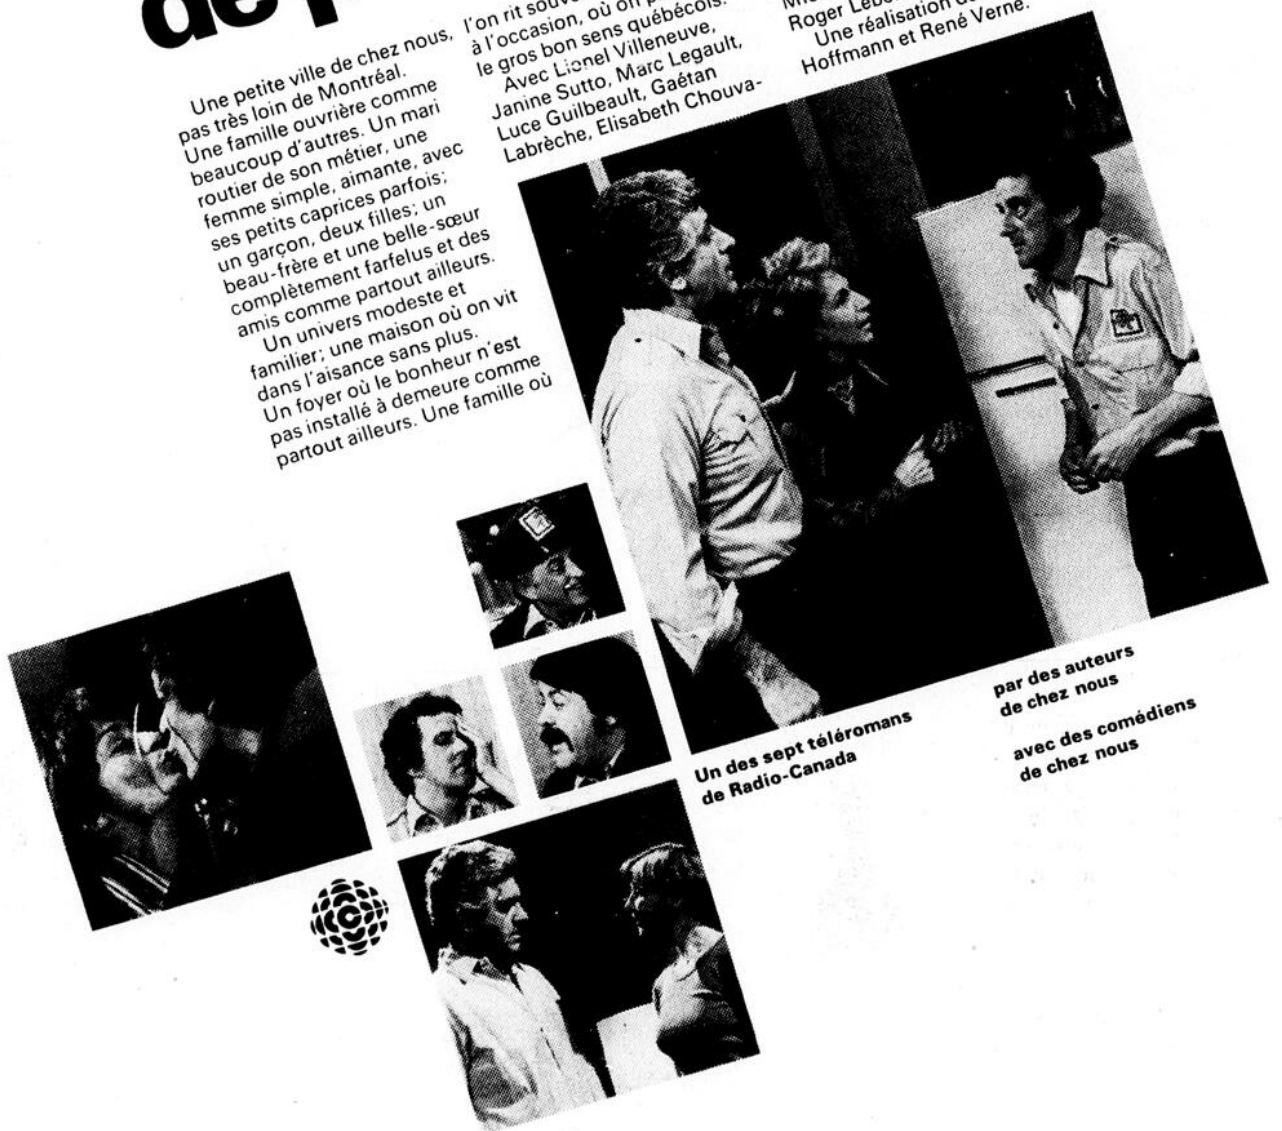 de
Une petite ville de chez nous,
pas très loin de Montréal.
Une famille ouvrière comme
beaucoup d'autres. Un mari
routier de son métier, une
femme simple, aimante, avec
ses petits caprices parfois;
un garçon, deux filles; un
beau-frère et une belle-sœur
complètement farfelus et des
amis comme partout ailleurs.
Un univers modeste et
familier; une maison où on vit
dans l'aisance sans plus.
Un foyer où le bonheur n'est
pas installé à demeure comme
partout ailleurs. Une famille où
l'on rit
à l'occasion, où on
le gros bon sens québécois.
Avec Lionel Villeneuve,
Janine Sutto, Marc Legault,
Luce Guilbeault, Gaétan
Labrèche, Elisabeth Chouva-
Roger
Une réalisation
Hoffmann et René Verne.
Un des sept téléromans
de Radio-Canada
par des auteurs
de chez nous
avec des comédiens
de chez nous